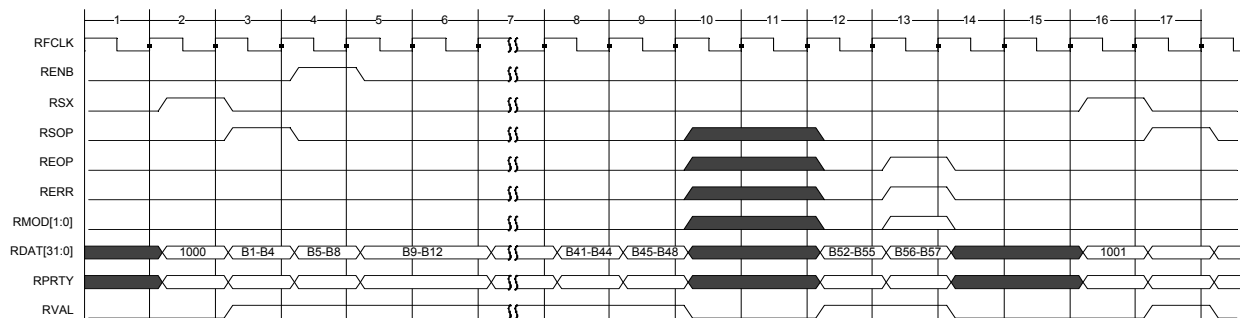 1 2 3 4 5 6 7 8 9 10 11 12 13 14 15 16 17
RFCLK
RENB
RSX
RSOP
REOP
RERR
RMOD[1:0]
RDAT[31:0] 1000 B1-B4 B5-B8 B9-B12 B41-B44 B45-B48 B52-B55 B56-B57 1001
RPRTY
RVAL